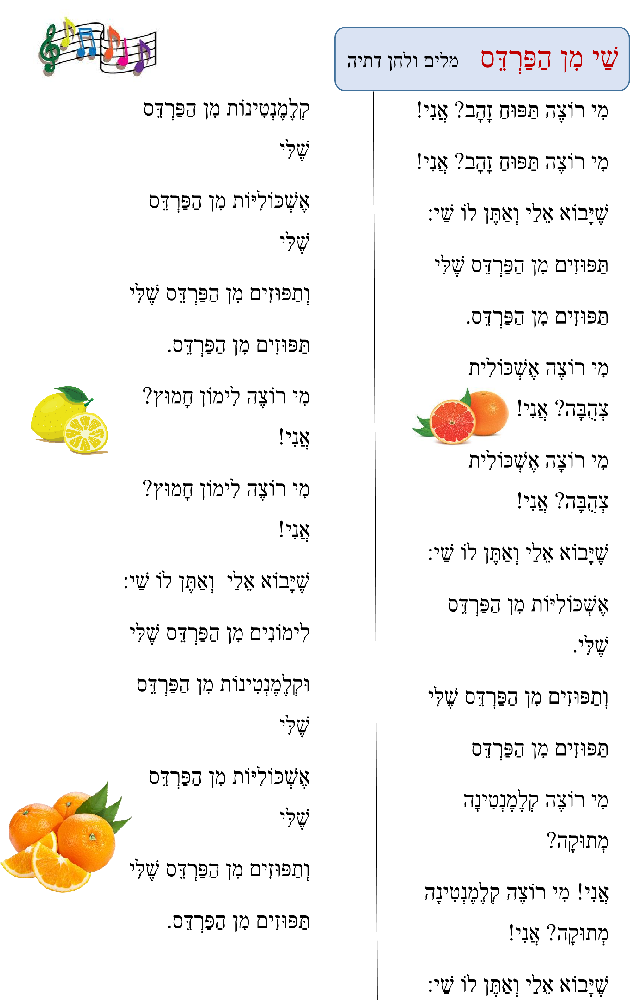 שַׁי מִן הַפַּרְדֵּס מלים ולחן דתיה
מִי רוֹצֶה תַּפּוּחַ זָהָב? אֲנִי!
מִי רוֹצֶה תַּפּוּחַ זָהָב? אֲנִי!
שֶׁיָּבוֹא אֵלַי וְאַתֶּן לוֹ שַׁי:
תַּפּוּזִים מִן הַפַּרְדֵּס שֶׁלִּי
תַּפּוּזִים מִן הַפַּרְדֵּס.
מִי רוֹצֶה אֶשְׁכּוֹלִית
צְהֻבָּה? אֲנִי!
מִי רוֹצָה אֶשְׁכּוֹלִית
צְהֻבָּה? אֲנִי!
שֶׁיָּבוֹא אֵלַי וְאַתֶּן לוֹ שַׁי:
אֶשְׁכּוֹלִיּוֹת מִן הַפַּרְדֵּס
שֶׁלִּי.
וְתַפּוּזִים מִן הַפַּרְדֵּס שֶׁלִּי
תַּפּוּזִים מִן הַפַּרְדֵּס
מִי רוֹצֶה קְלֶמֶנְטִינָה
מְתוּקָה?
אֲנִי! מִי רוֹצֶה קְלֶמֶנְטִינָה
מְתוּקָה? אֲנִי!
שֶׁיָּבוֹא אֵלַי וְאַתֶּן לוֹ שַׁי:
קְלֶמֶנְטִינוֹת מִן הַפַּרְדֵּס
שֶׁלִּי
אֶשְׁכּוֹלִיּוֹת מִן הַפַּרְדֵּס
שֶׁלִּי
וְתַפּוּזִים מִן הַפַּרְדֵּס שֶׁלִּי
תַּפּוּזִים מִן הַפַּרְדֵּס.
מִי רוֹצֶה לִימוֹן חָמוּץ?
אֲנִי!
מִי רוֹצֶה לִימוֹן חָמוּץ?
אֲנִי!
שֶׁיָּבוֹא אֵלַי וְאַתֶּן לוֹ שַׁי:
לִימוֹנִים מִן הַפַּרְדֵּס שֶׁלִּי
וּקְלֶמֶנְטִינוֹת מִן הַפַּרְדֵּס
שֶׁלִּי
אֶשְׁכּוֹלִיּוֹת מִן הַפַּרְדֵּס
שֶׁלִּי
וְתַפּוּזִים מִן הַפַּרְדֵּס שֶׁלִּי
תַּפּוּזִים מִן הַפַּרְדֵּס.